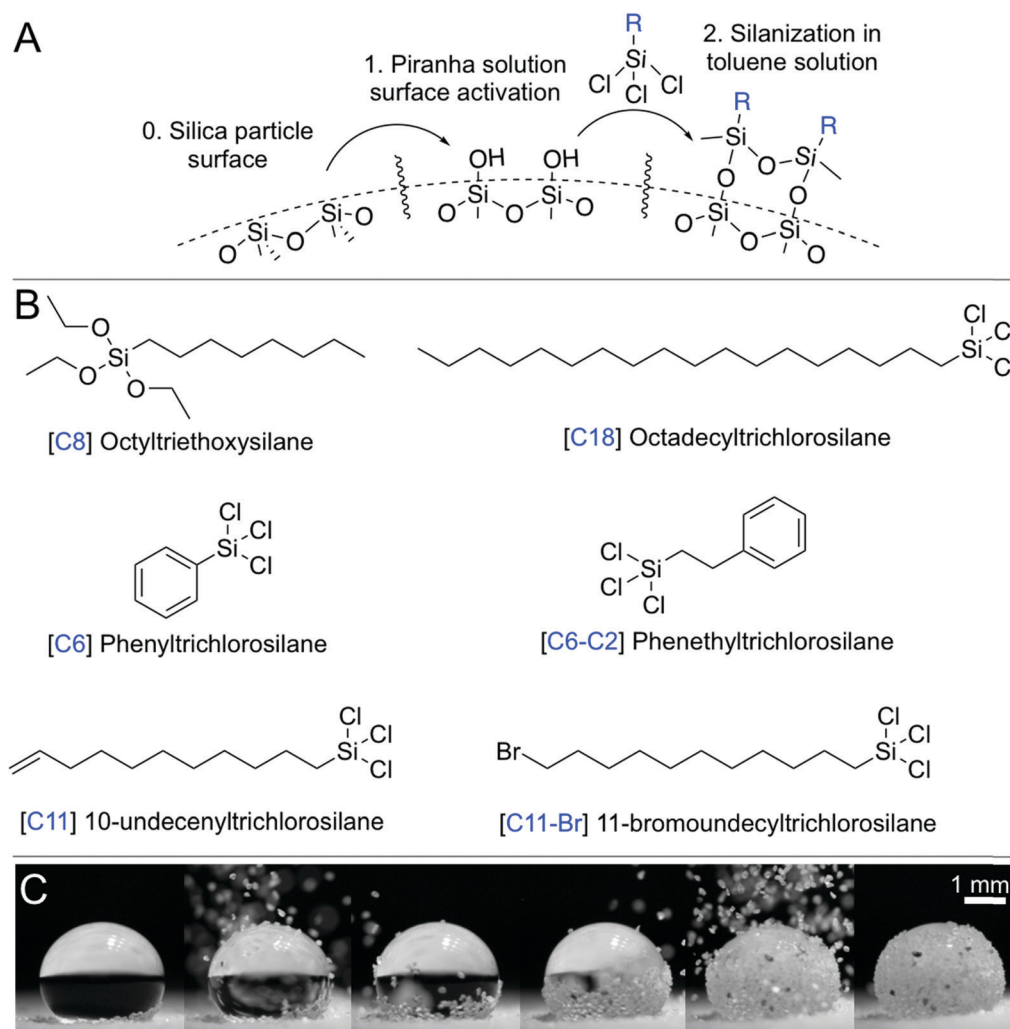 A
0. Silica particle
surface
1. Piranha solution
surface activation
R
Si
Cl
Cl
Cl
2. Silanization in
toluene solution
OH
OH
R
R
Si
Si
O
O
O
O
Si
O
Si
O
O
Si
O
Si
O
O
Si
O
Si
O
B
O
O
Si
O
[C8] Octyltriethoxysilane
Cl
C
Si
C
[C18] Octadecyltrichlorosilane
Cl
Cl
Si
Cl
[C6] Phenyltrichlorosilane
Cl
Si
Cl
Cl
[C6-C2] Phenethyltrichlorosilane
Cl
Cl
Si
Cl
[C11] 10-undecenyltrichlorosilane
Br
Cl
Cl
Si
Cl
[C11-Br] 11-bromoundecyltrichlorosilane
C
1 mm